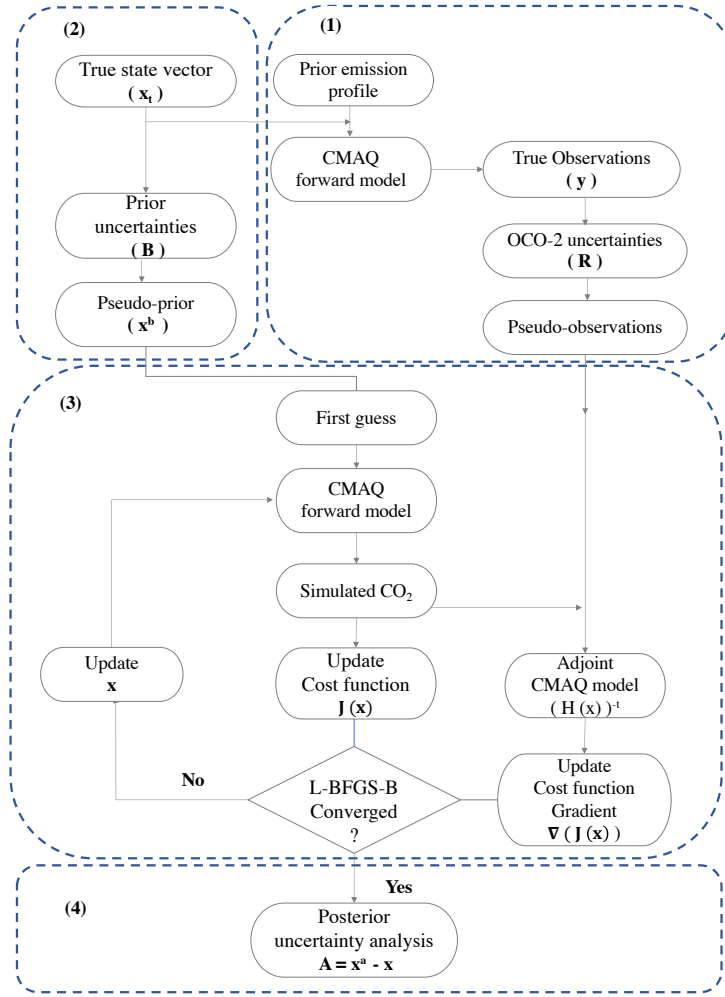 (2)
True state vector
( xₜ )
Prior
uncertainties
( B )
Pseudo-prior
( xᵇ )
(1)
Prior emission
profile
CMAQ
forward model
True Observations
( y )
OCO-2 uncertainties
( R )
Pseudo-observations
(3)
First guess
CMAQ
forward model
Simulated CO₂
Update
Cost function
J (x)
Update
x
Adjoint
CMAQ model
( H (x) )⁻ᵗ
Update
Cost function
Gradient
∇ ( J (x) )
No
L-BFGS-B
Converged
?
Yes
(4)
Posterior
uncertainty analysis
A = xᵃ - x